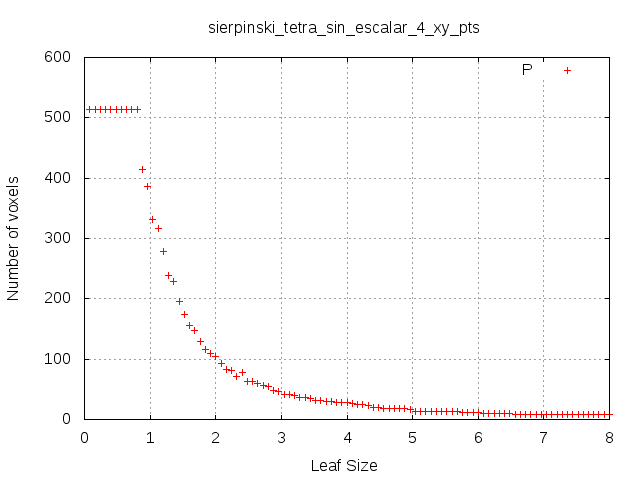 sierpinski_tetra_sin_escalar_4_xy_pts
600
P
500
400
300
200
100
0
Number of voxels
0 1 2 3 4 5 6 7 8
Leaf Size